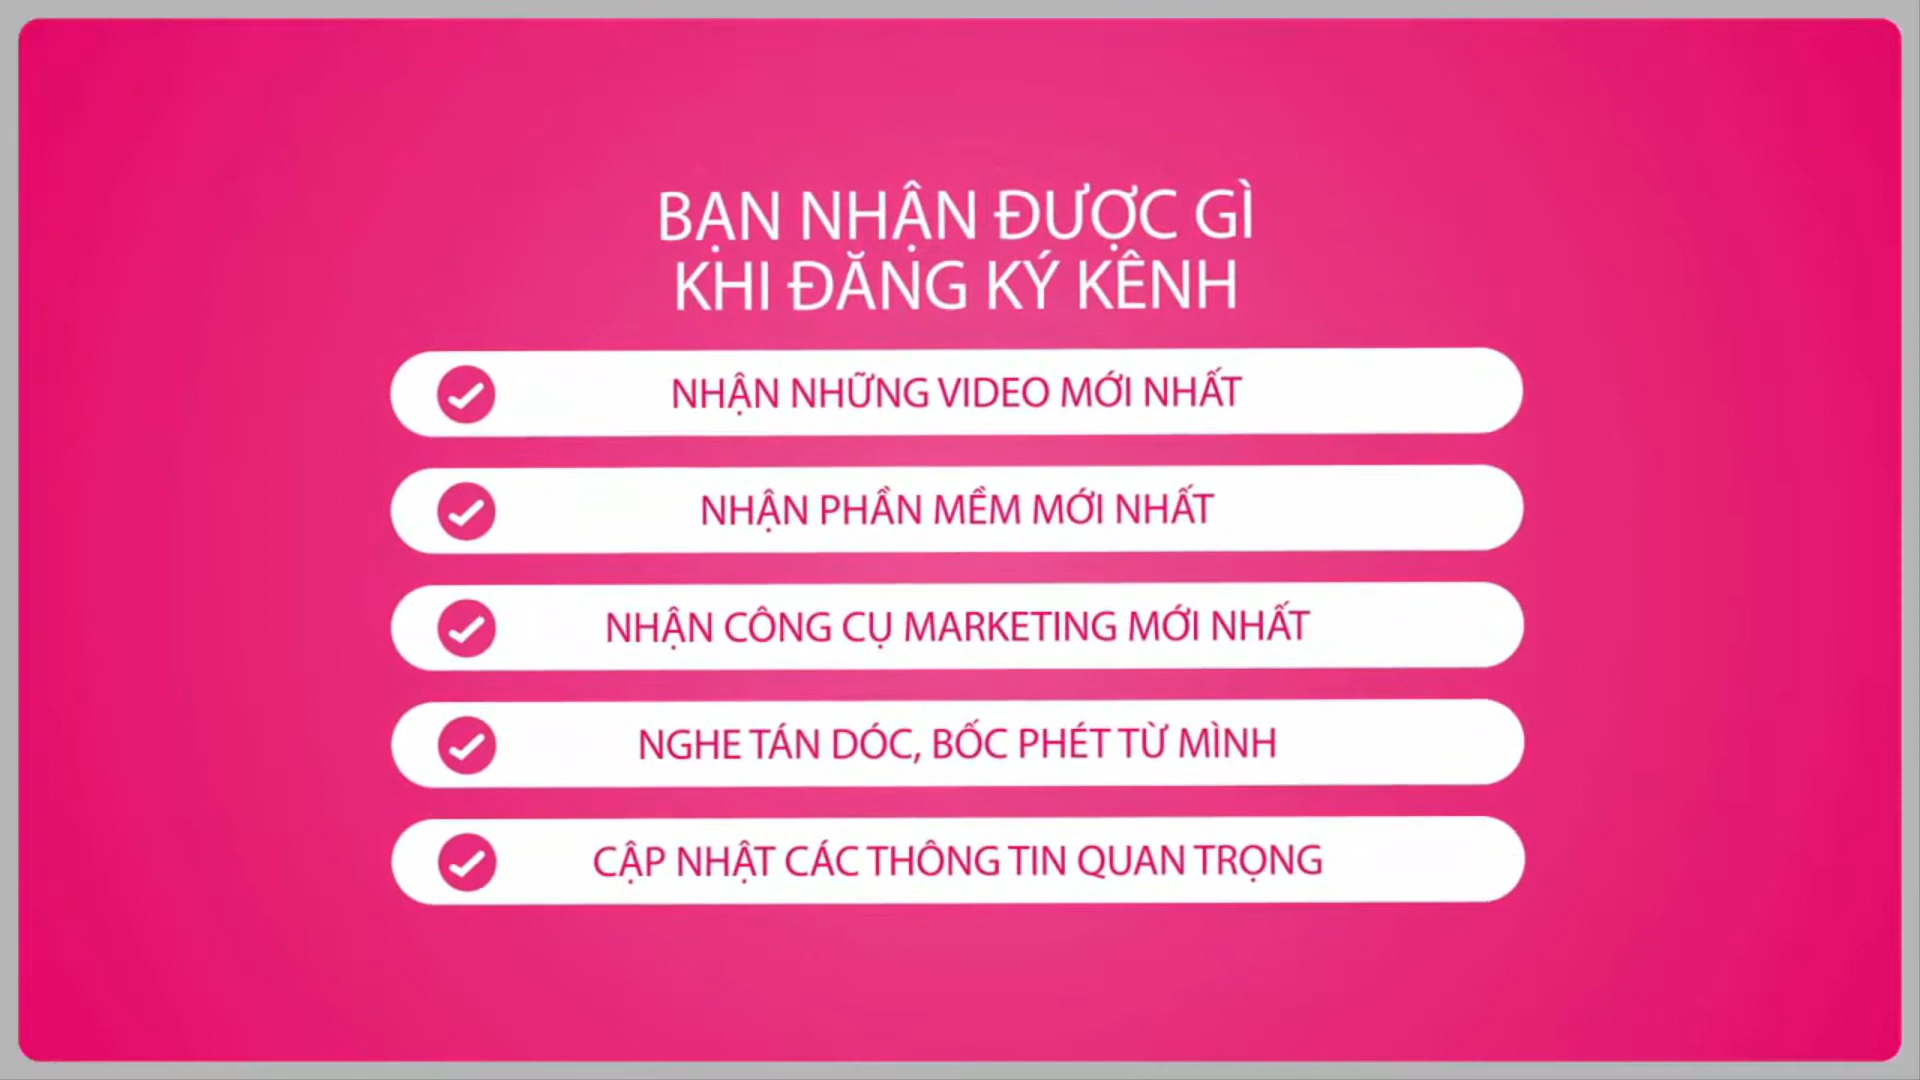 BẠN NHẬN ĐƯỢC GÌ
KHI ĐĂNG KÝ KÊNH
NHẬN NHỮNG VIDEO MỚI NHẤT
NHẬN PHẦN MỀM MỚI NHẤT
NHẬN CÔNG CỤ MARKETING MỚI NHẤT
NGHE TÁN DÓC, BỐC PHÉT TỪ MÌNH
CẬP NHẬT CÁC THÔNG TIN QUAN TRỌNG